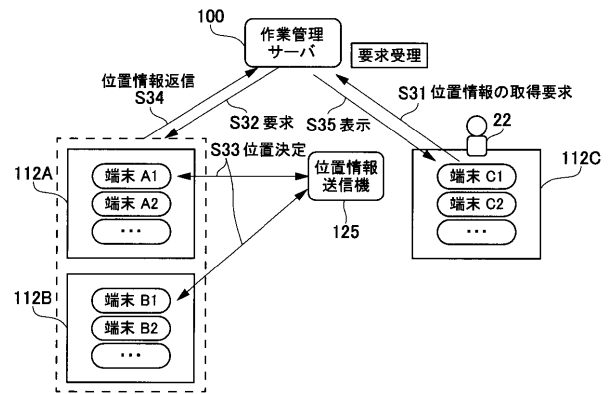 100
作業管理
サーバ
要求受理
位置情報返信
S34
S32 要求
S35 表示
S31 位置情報の取得要求
22
S33 位置決定
112A
端末 A1
端末 A2
・・・
位置情報
送信機
125
端末 C1
端末 C2
・・・
112C
112B
端末 B1
端末 B2
・・・